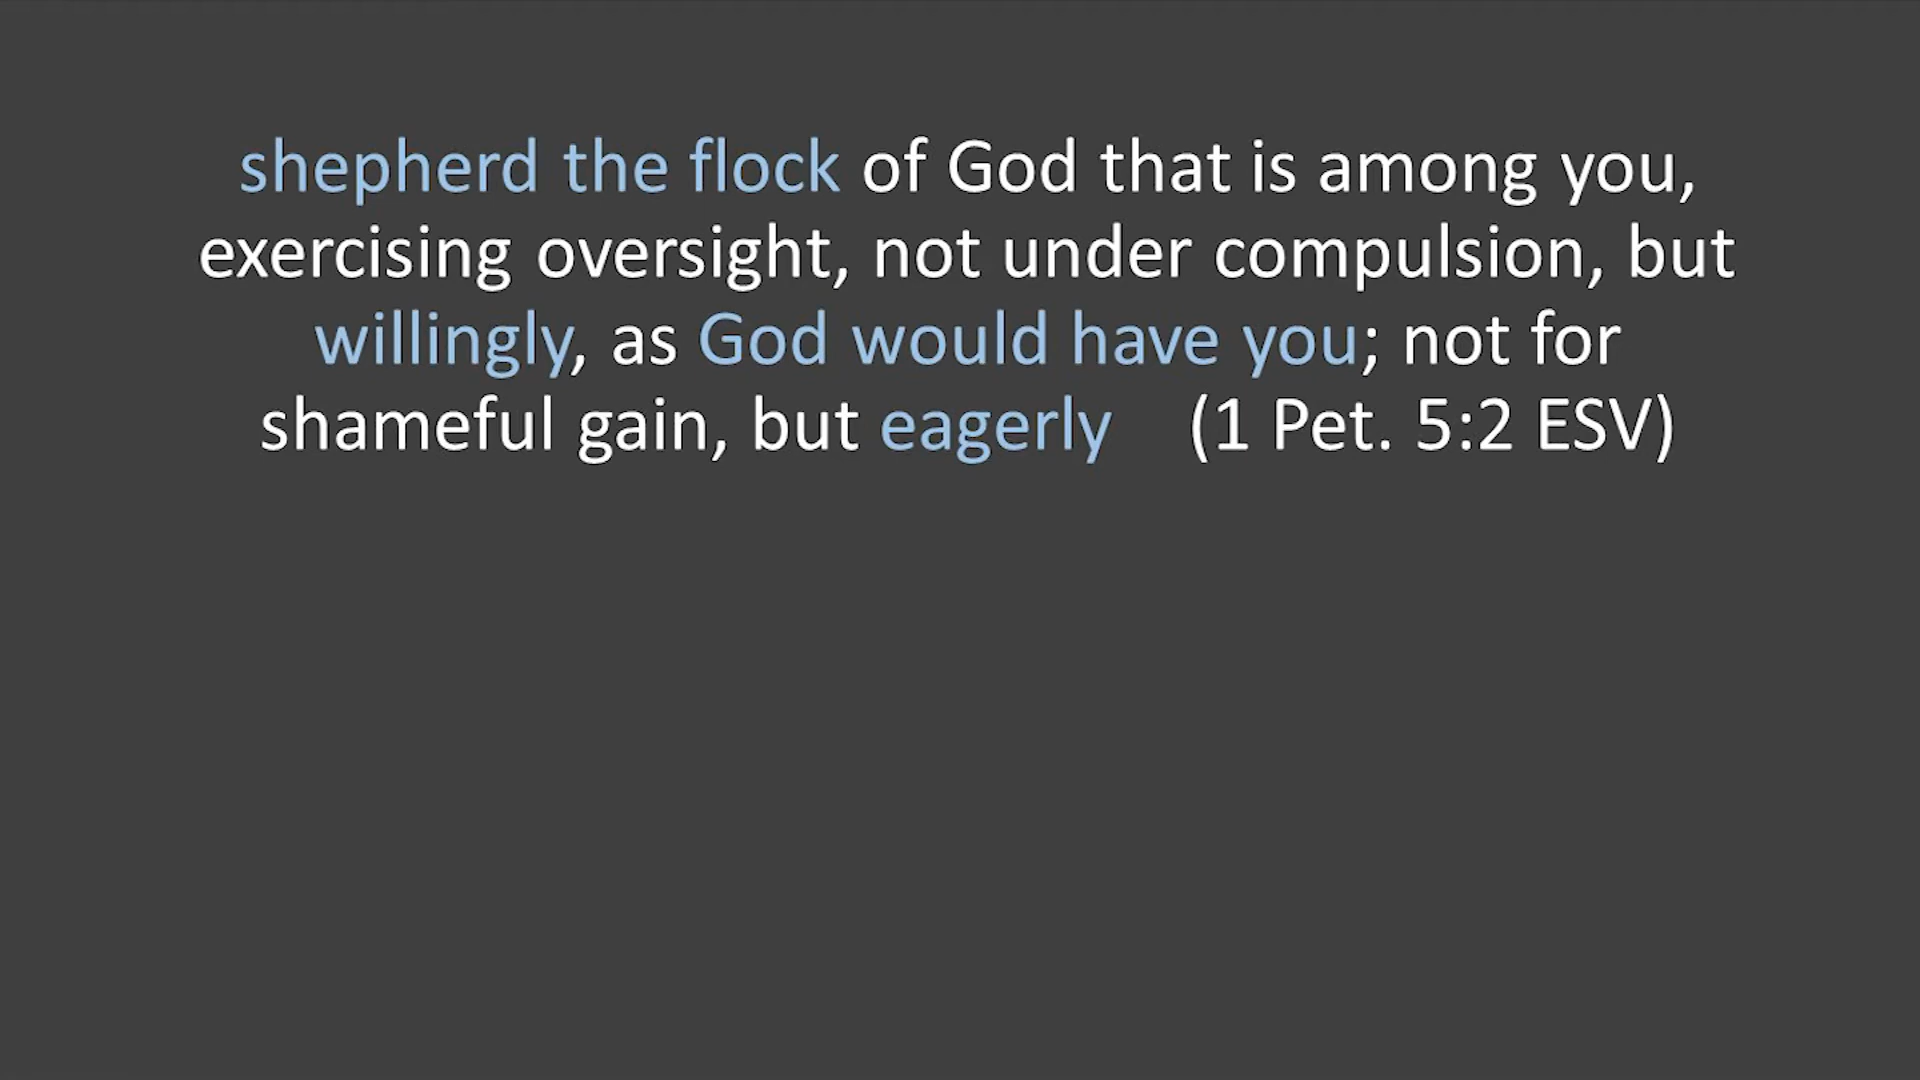 shepherd the flock of God that is among you,
exercising oversight, not under compulsion, but
willingly, as God would have you; not for
shameful gain, but eagerly (1 Pet. 5:2 ESV)